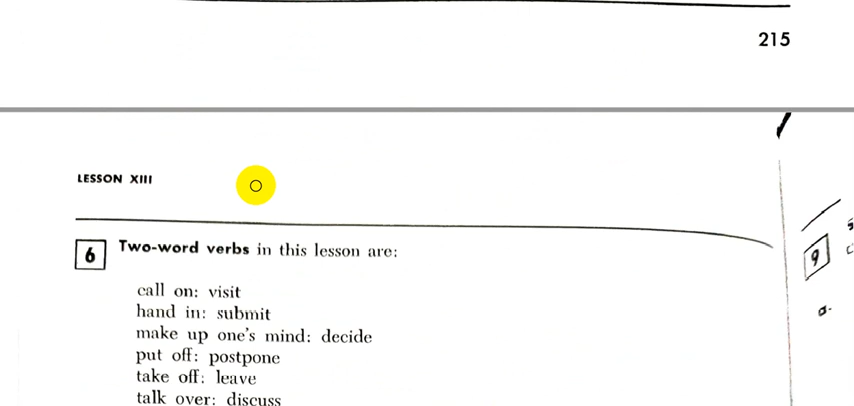 215
LESSON XIII
6 Two-word verbs in this lesson are:
call on: visit
hand in: submit
make up one's mind: decide
put off: postpone
take off: leave
talk over: discuss
9
a.